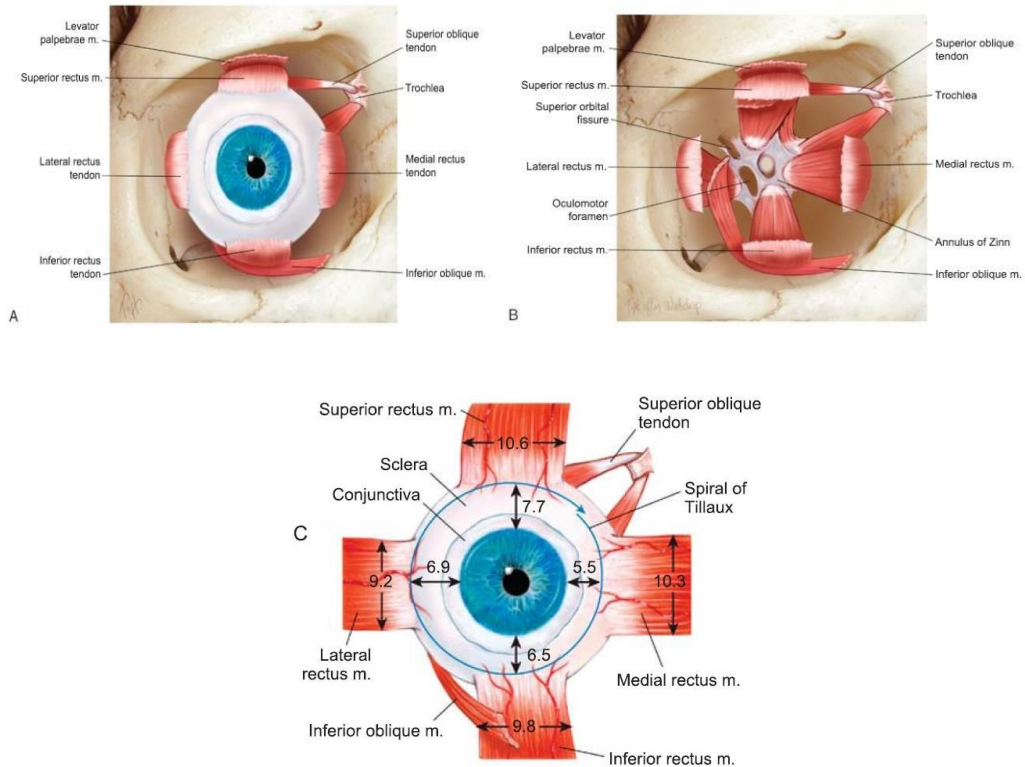 Levator
palpebrae m.
Superior rectus m.
Lateral rectus
tendon
Inferior rectus
tendon
Superior oblique
tendon
Trochlea
Medial rectus
tendon
Inferior oblique m.
A
Levator
palpebrae m.
Superior rectus m.
Superior orbital
fissure
Lateral rectus m.
Oculomotor
foramen
Inferior rectus m.
Superior oblique
tendon
Trochlea
Medial rectus m.
Annulus of Zinn
Inferior oblique m.
B
Superior rectus m.
Sclera
Conjunctiva
C
Lateral
rectus m.
Inferior oblique m.
Superior oblique
tendon
Spiral of
Tillaux
Medial rectus m.
Inferior rectus m.
10.6
7.7
6.9
5.5
9.2
10.3
6.5
9.8